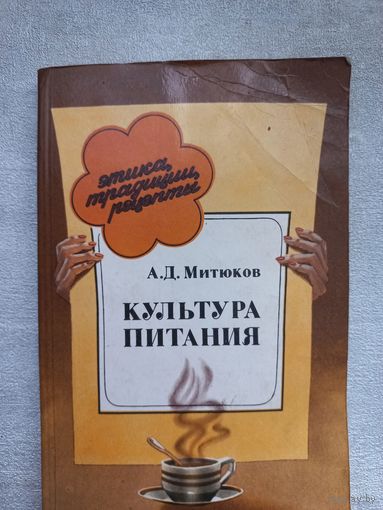 этика,
традиции,
рецепты
А.Д. Митюков
КУЛЬТУРА
ПИТАНИЯ